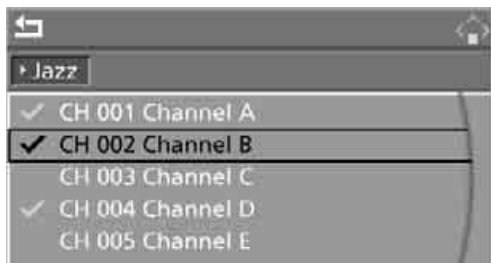 Jazz
CH 001 Channel A
CH 002 Channel B
CH 003 Channel C
CH 004 Channel D
CH 005 Channel E